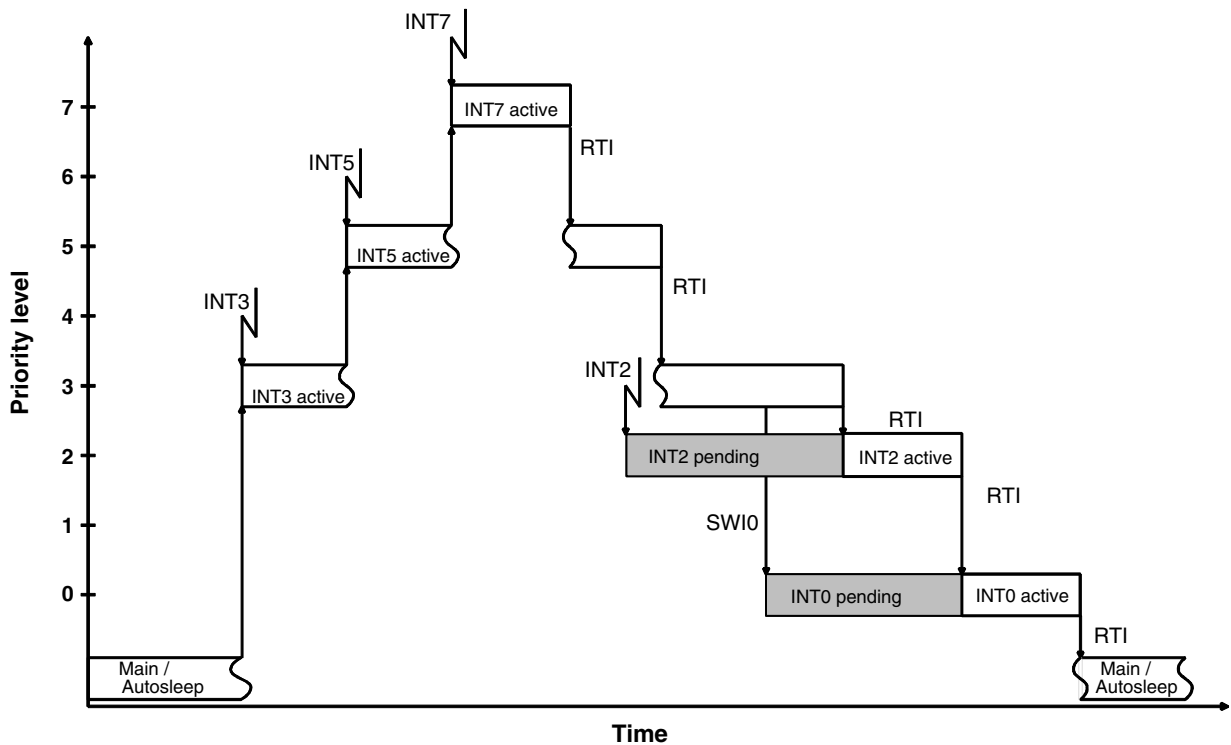 INT7
7
INT7 active
RTI
INT5
6
5
INT5 active
RTI
INT3
4
Priority level
INT2
3
INT3 active
RTI
2
INT2 pending
INT2 active
RTI
1
SWI0
0
INT0 pending
INT0 active
RTI
Main /
Autosleep
Main /
Autosleep
Time